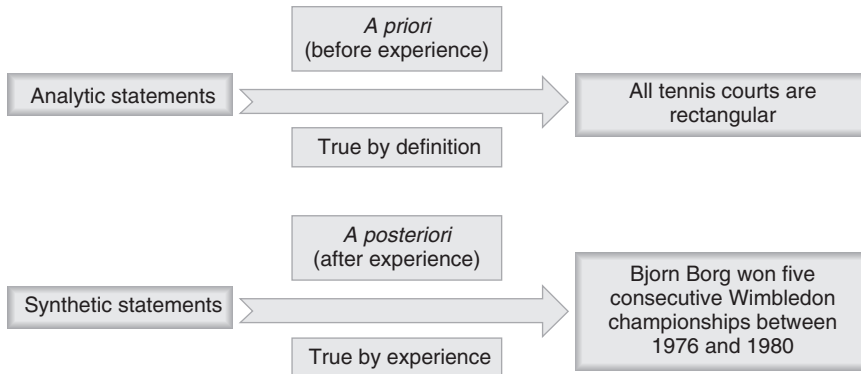 A priori
(before experience)
Analytic statements
All tennis courts are
rectangular
True by definition
A posteriori
(after experience)
Synthetic statements
Bjorn Borg won five
consecutive Wimbledon
championships between
1976 and 1980
True by experience